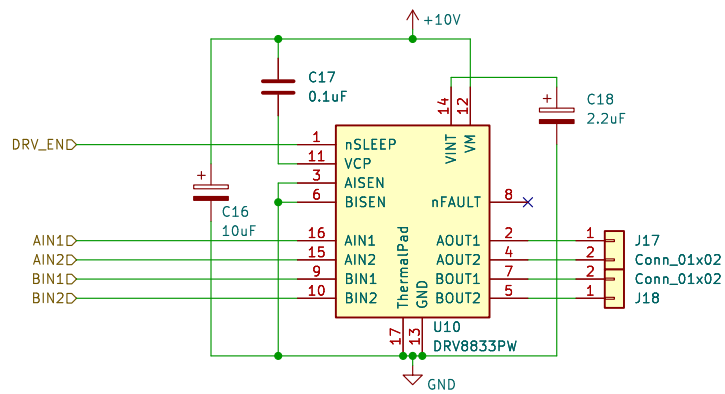 +10V
C17
0.1uF
14
12
+
C18
2.2uF
DRV_EN
1
nSLEEP
VINT
VM
11
VCP
3
AISEN
+
6
BISEN
nFAULT
8
C16
10uF
AIN1
16
AIN1
AOUT1
2
1
J17
AIN2
15
AIN2
AOUT2
4
2
Conn_01x02
BIN1
9
BIN1
BOUT1
7
2
Conn_01x02
BIN2
10
BIN2
BOUT2
5
1
J18
ThermalPad
GND
17
13
U10
DRV8833PW
GND